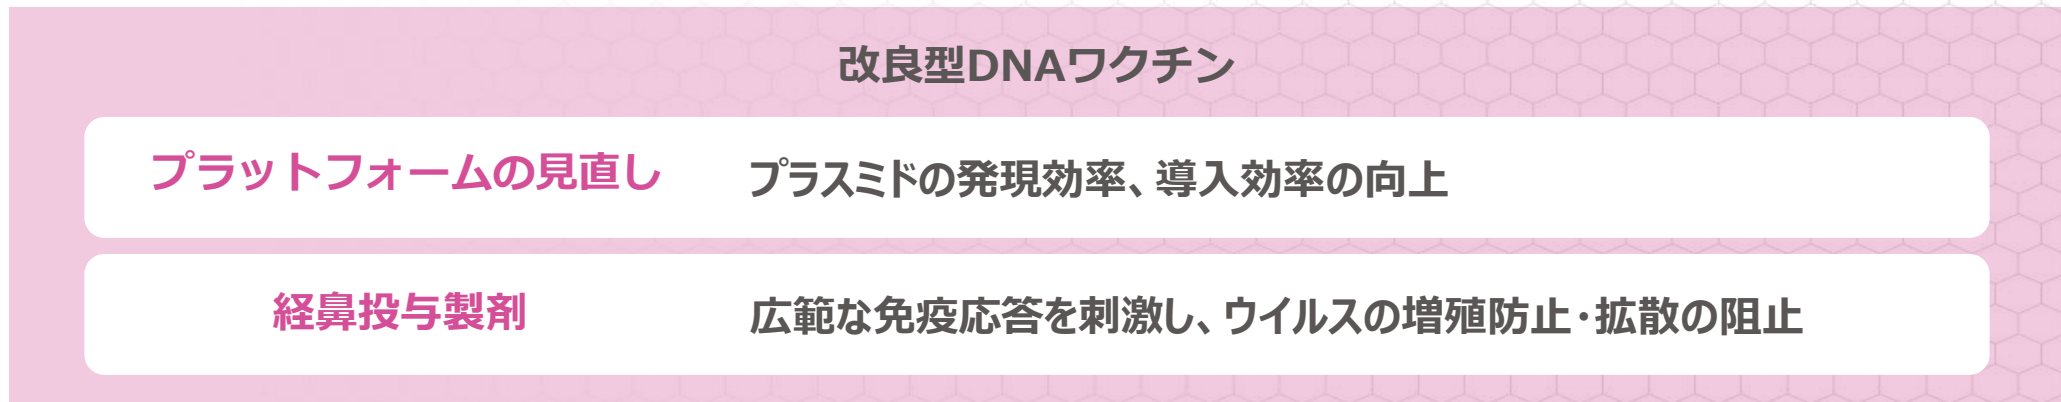 改良型DNAワクチン
プラットフォームの見直し
プラスミドの発現効率、導入効率の向上
経鼻投与製剤
広範な免疫応答を刺激し、ウイルスの増殖防止・拡散の阻止